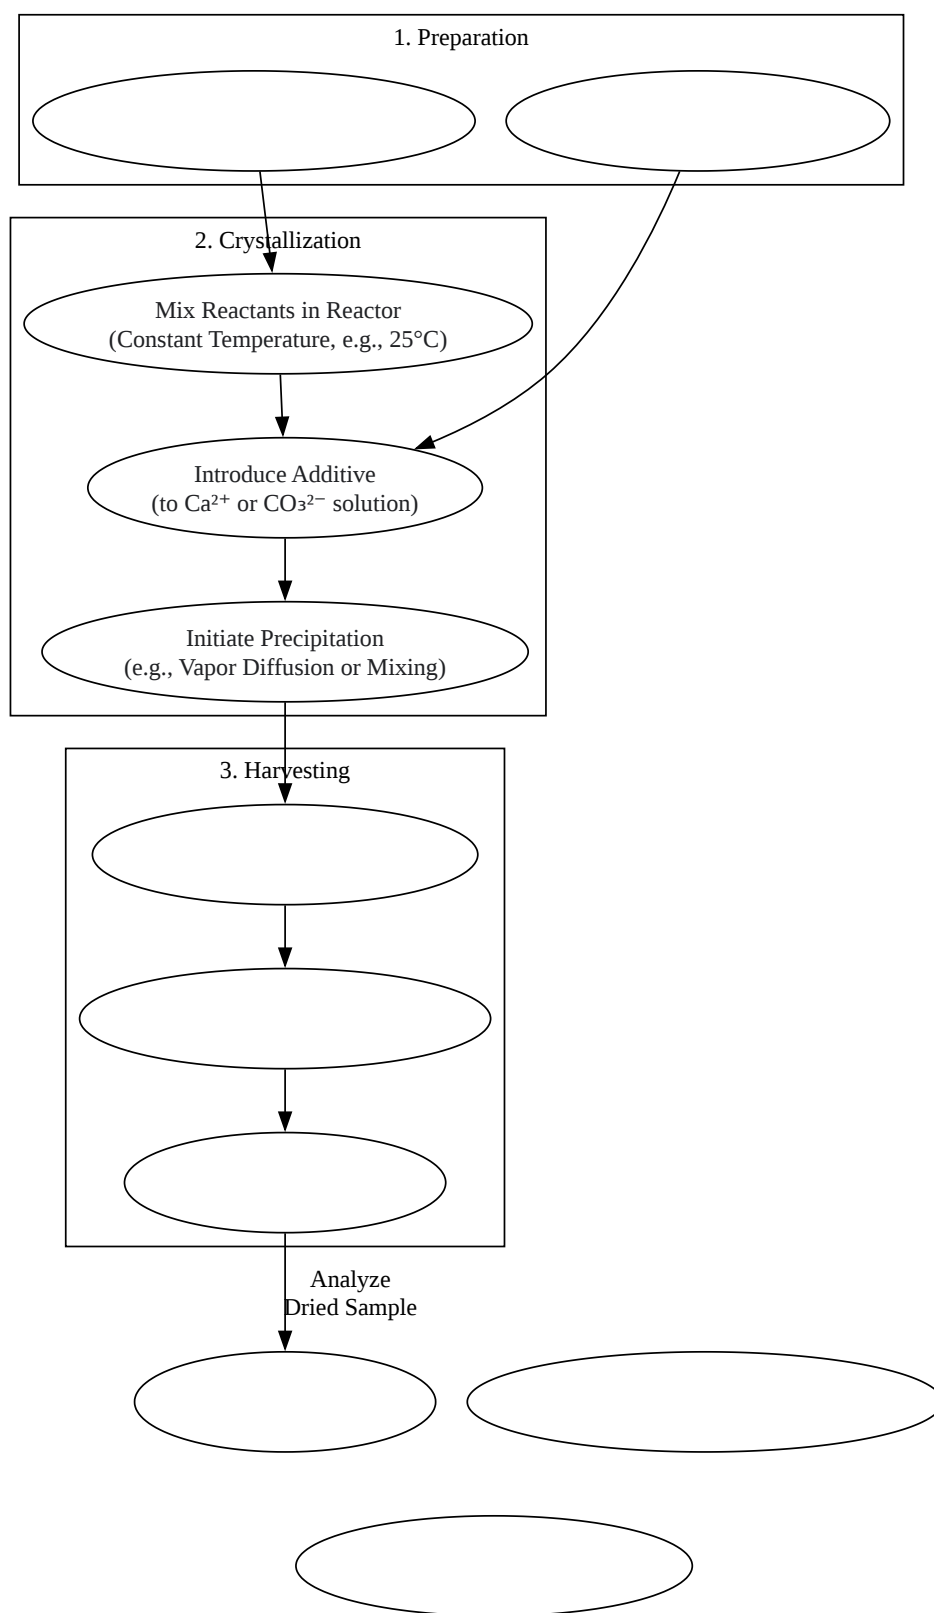 1. Preparation
2. Crystallization
Mix Reactants in Reactor
(Constant Temperature, e.g., 25°C)
Introduce Additive
(to Ca²⁺ or CO₃²⁻ solution)
Initiate Precipitation
(e.g., Vapor Diffusion or Mixing)
3. Harvesting
Analyze
Dried Sample